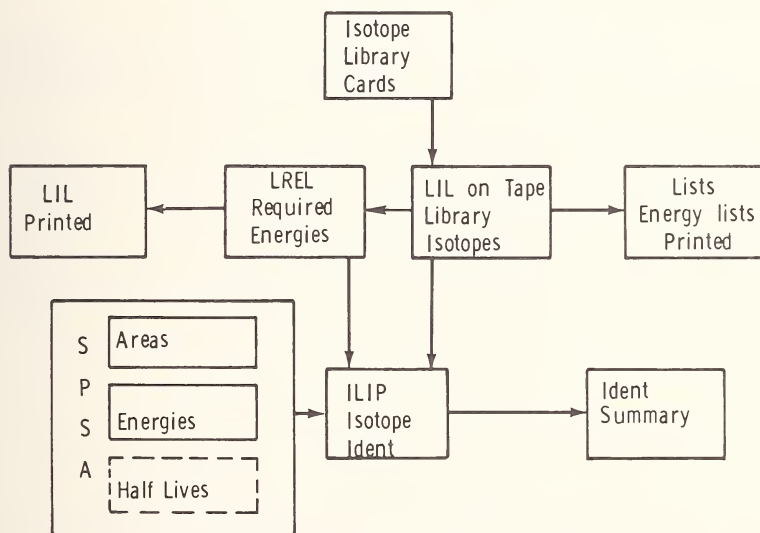 Isotope
Library
Cards
LIL
Printed
LREL
Required
Energies
LIL on Tape
Library
Isotopes
Lists
Energy lists
Printed
S
P
S
A
Areas
Energies
Half Lives
ILIP
Isotope
Ident
Ident
Summary